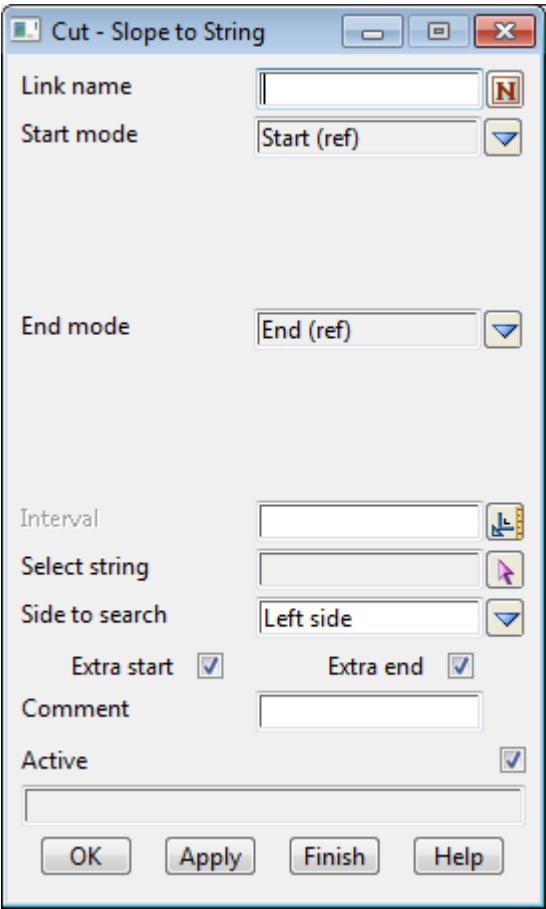 Cut - Slope to String
Link name
N
Start mode Start (ref)
End mode End (ref)
Interval
Select string
Side to search Left side
Extra start Extra end
Comment
Active
OK Apply Finish Help